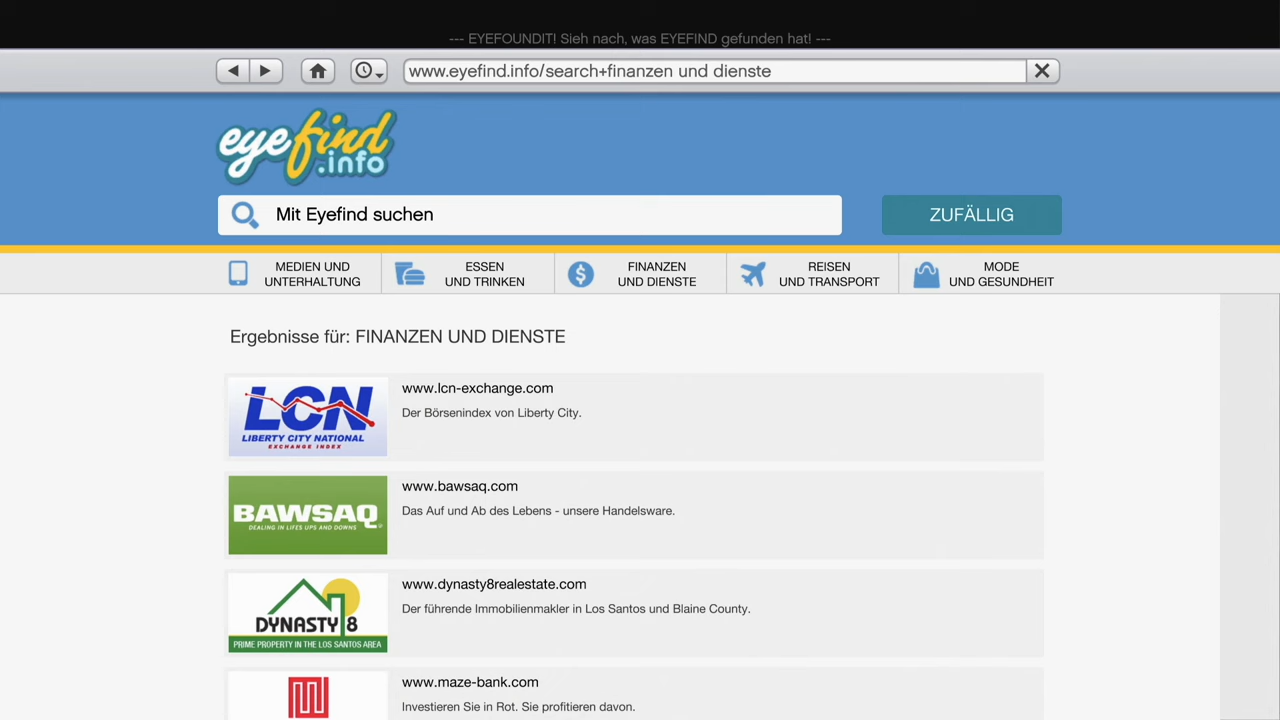 --- EYEFOUNDIT! Sieh nach, was EYEFIND gefunden hat! ---
www.eyefind.info/search+finanzen und dienste
eyefind
.info
Mit Eyefind suchen
ZUFÄLLIG
MEDIEN UND
UNTERHALTUNG
ESSEN
UND TRINKEN
FINANZEN
UND DIENSTE
REISEN
UND TRANSPORT
MODE
UND GESUNDHEIT
Ergebnisse für: FINANZEN UND DIENSTE
LCN
LIBERTY CITY NATIONAL
EXCHANGE INDEX
www.lcn-exchange.com
Der Börsenindex von Liberty City.
BAWSAQ
DEALING IN LIFES UPS AND DOWNS
www.bawsaq.com
Das Auf und Ab des Lebens - unsere Handelsware.
DYNASTY 8
PRIME PROPERTY IN THE LOS SANTOS AREA
www.dynasty8realestate.com
Der führende Immobilienmakler in Los Santos und Blaine County.
www.maze-bank.com
Investieren Sie in Rot. Sie profitieren davon.